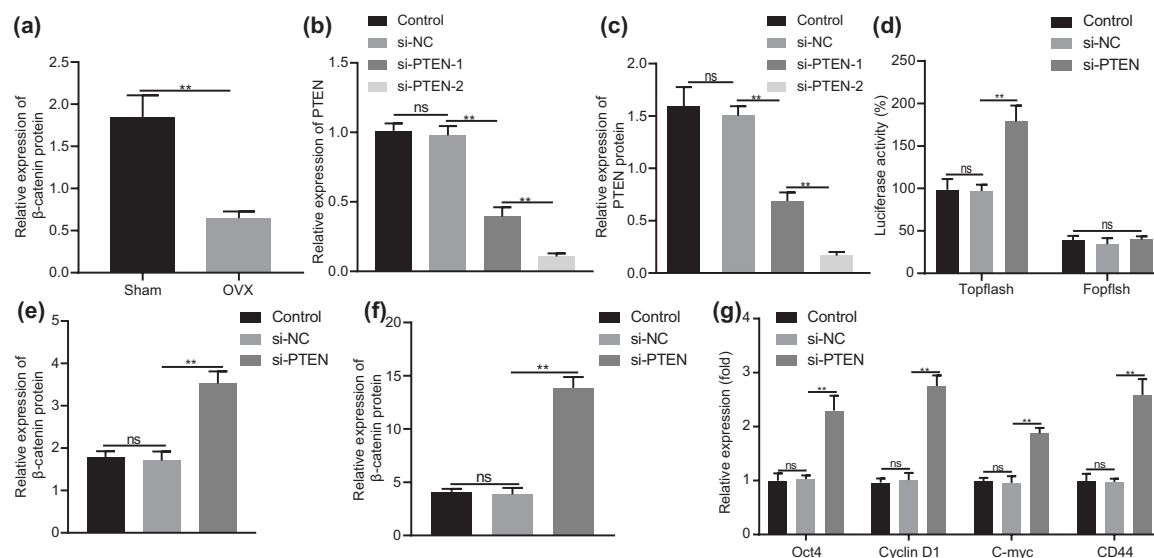 (a)
Relative expression of
β-catenin protein
2.5
2.0
1.5
1.0
0.5
0.0
**
Sham
OVX
(b)
Control
si-NC
si-PTEN-1
si-PTEN-2
Relative expression of PTEN
1.5
1.0
0.5
0.0
ns
**
**
(c)
Control
si-NC
si-PTEN-1
si-PTEN-2
Relative expression of
PTEN protein
2.0
1.5
1.0
0.5
0.0
ns
**
**
(d)
Control
si-NC
si-PTEN
Luciferase activity (%)
250
200
150
100
50
0
ns
**
ns
Topflash
Fopflsh
(e)
Control
si-NC
si-PTEN
Relative expression of
β-catenin protein
5
4
3
2
1
0
ns
**
(f)
Control
si-NC
si-PTEN
Relative expression of
β-catenin protein
20
15
10
5
0
ns
**
(g)
Control
si-NC
si-PTEN
Relative expression (fold)
4
3
2
1
0
ns
**
ns
**
ns
**
ns
**
Oct4
Cyclin D1
C-myc
CD44